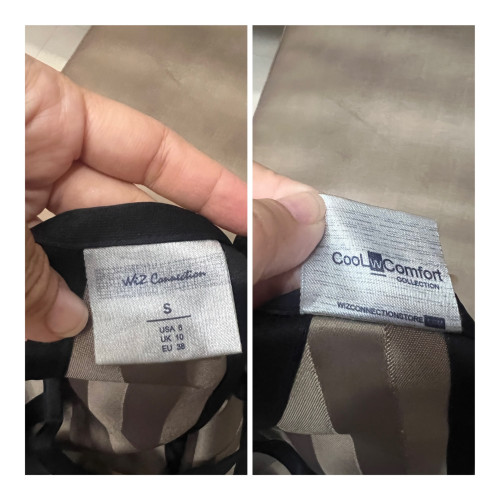 WiZ Connection
S
USA 6
UK 10
EU 38
CooL W Comfort
COLLECTION
WIZCONNECTIONSTORE